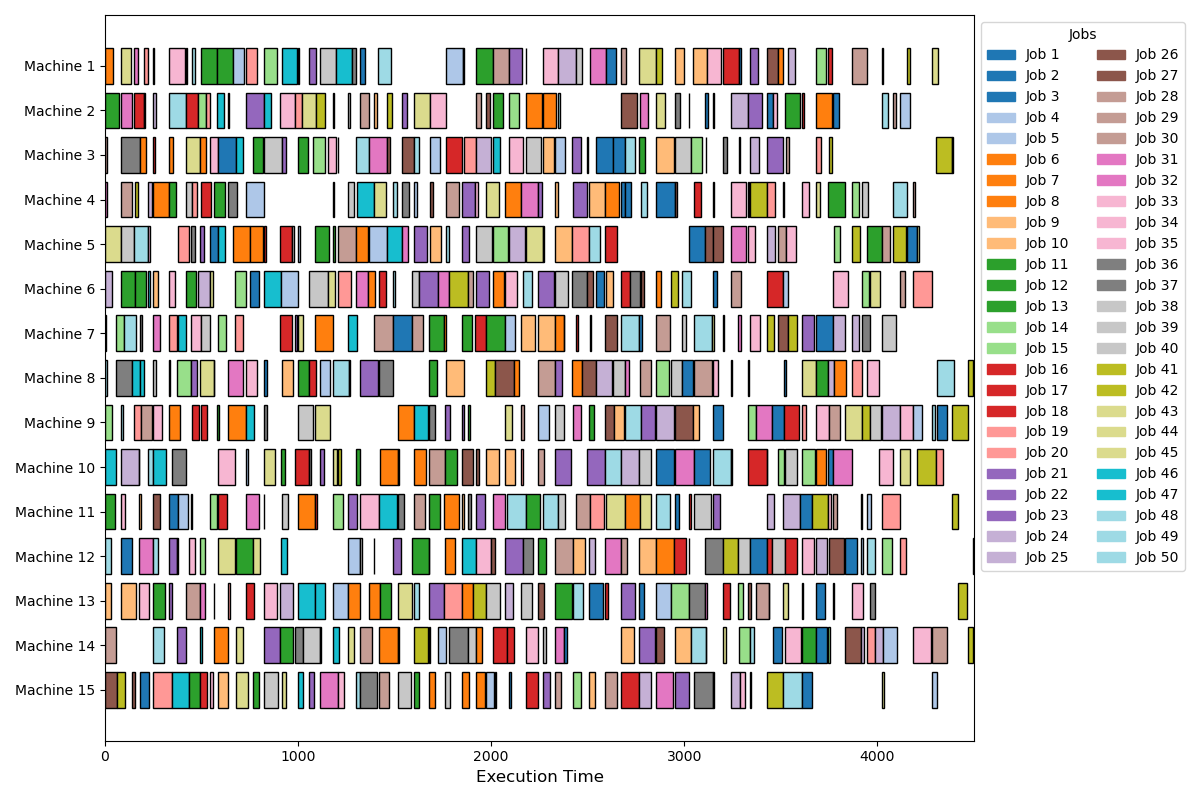 Machine 1
Machine 2
Machine 3
Machine 4
Machine 5
Machine 6
Machine 7
Machine 8
Machine 9
Machine 10
Machine 11
Machine 12
Machine 13
Machine 14
Machine 15
0 1000 2000 3000 4000
Execution Time
Jobs
Job 1 Job 26
Job 2 Job 27
Job 3 Job 28
Job 4 Job 29
Job 5 Job 30
Job 6 Job 31
Job 7 Job 32
Job 8 Job 33
Job 9 Job 34
Job 10 Job 35
Job 11 Job 36
Job 12 Job 37
Job 13 Job 38
Job 14 Job 39
Job 15 Job 40
Job 16 Job 41
Job 17 Job 42
Job 18 Job 43
Job 19 Job 44
Job 20 Job 45
Job 21 Job 46
Job 22 Job 47
Job 23 Job 48
Job 24 Job 49
Job 25 Job 50